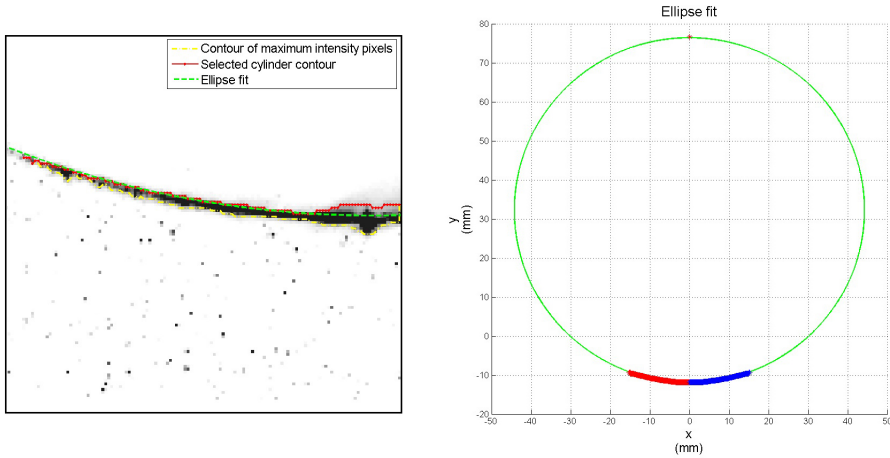 Contour of maximum intensity pixels
Selected cylinder contour
Ellipse fit
Ellipse fit
80
70
60
50
40
30
20
10
0
-10
-20
y
(mm)
-50
-40
-30
-20
-10
0
10
20
30
40
50
x
(mm)